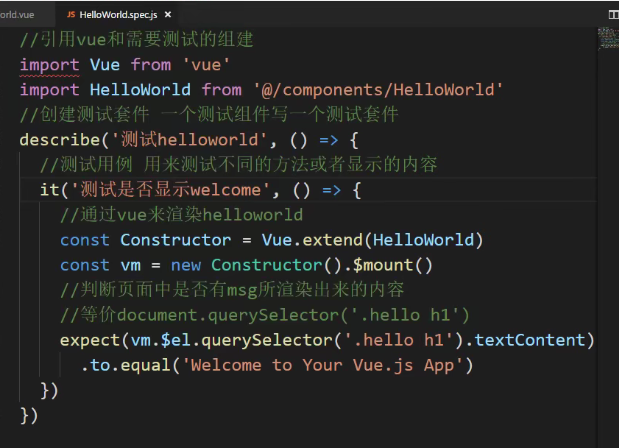 orld.vue JS HelloWorld.spec.js ×
//引用vue和需要测试的组建
import Vue from 'vue'
import HelloWorld from '@/components/HelloWorld'
//创建测试套件 一个测试组件写一个测试套件
describe('测试helloworld', () => {
//测试用例 用来测试不同的方法或者显示的内容
it('测试是否显示welcome', () => {
//通过vue来渲染helloworld
const Constructor = Vue.extend(HelloWorld)
const vm = new Constructor().$mount()
//判断页面中是否有msg所渲染出来的内容
//等价document.querySelector('.hello h1')
expect(vm.$el.querySelector('.hello h1').textContent)
.to.equal('Welcome to Your Vue.js App')
})
})